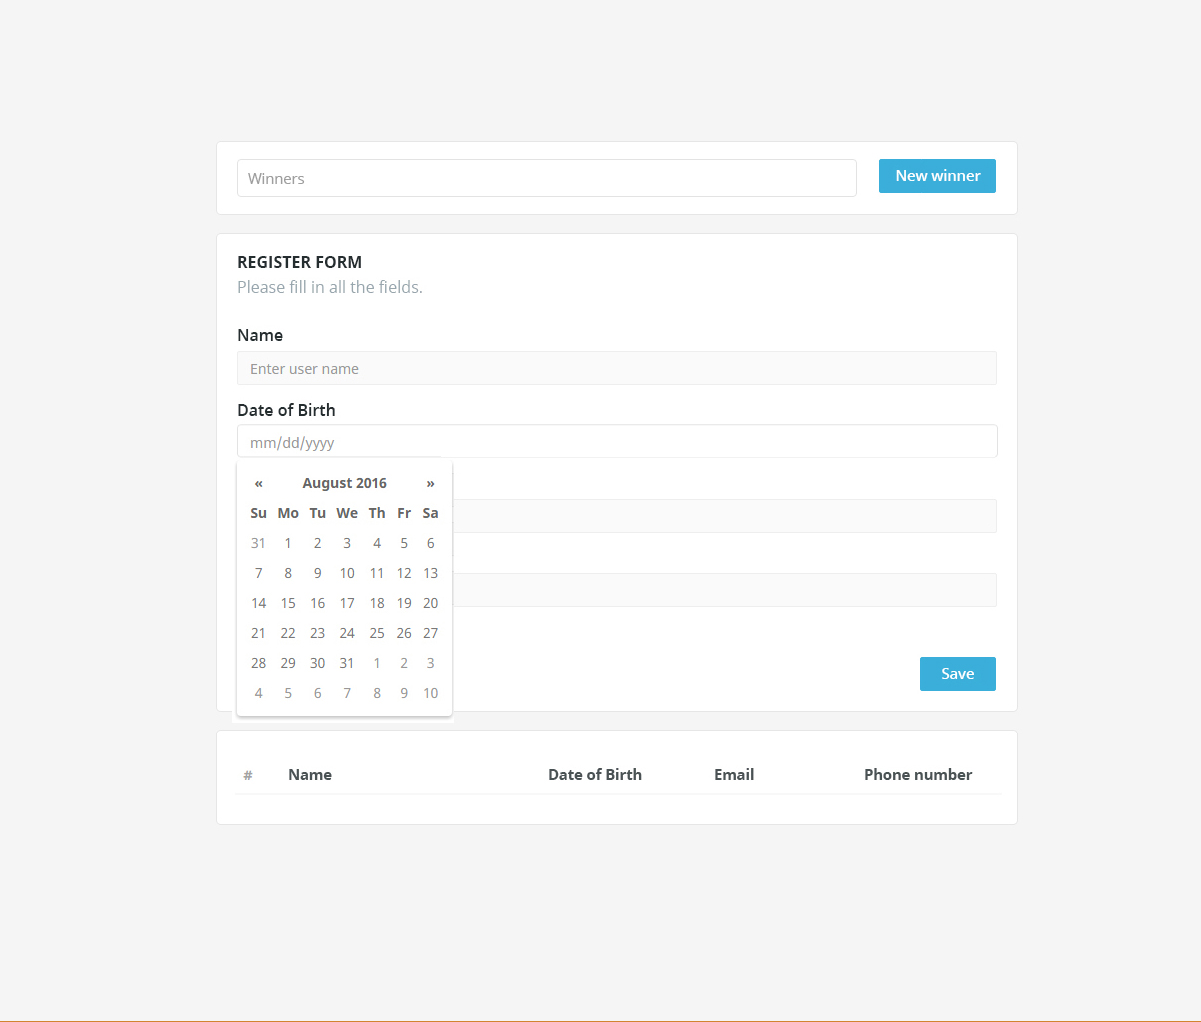 Winners
New winner
REGISTER FORM
Please fill in all the fields.
Name
Enter user name
Date of Birth
mm/dd/yyyy
« August 2016 »
Su Mo Tu We Th Fr Sa
31 1 2 3 4 5 6
7 8 9 10 11 12 13
14 15 16 17 18 19 20
21 22 23 24 25 26 27
28 29 30 31 1 2 3
4 5 6 7 8 9 10
Save
# Name Date of Birth Email Phone number